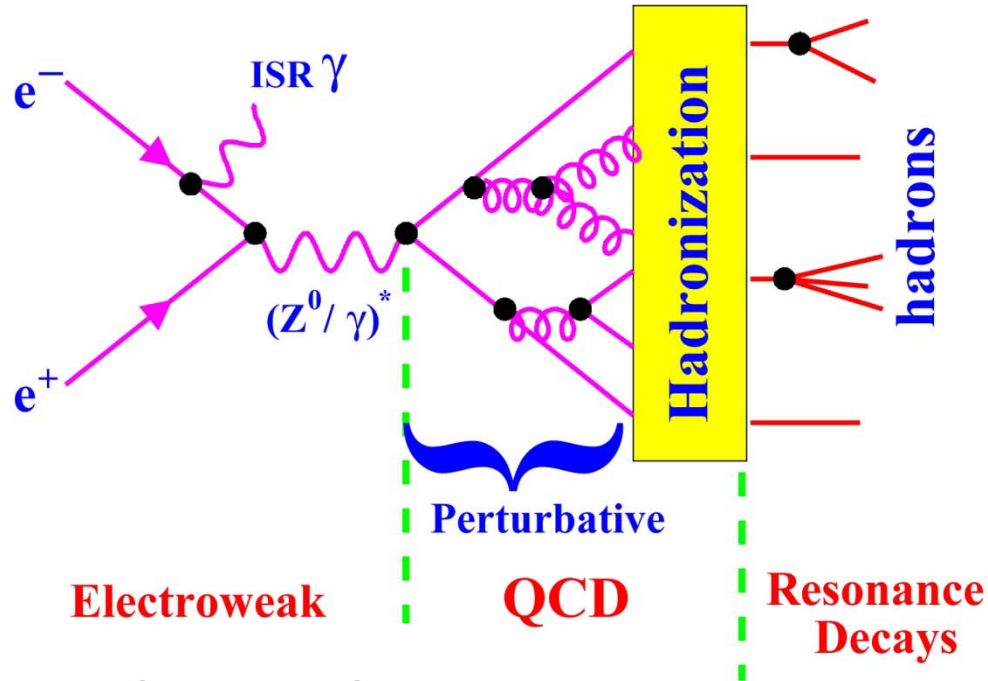 e⁻
ISR γ
e⁺
(Z⁰/ γ)*
Hadronization
hadrons
Perturbative
Electroweak
QCD
Resonance
Decays